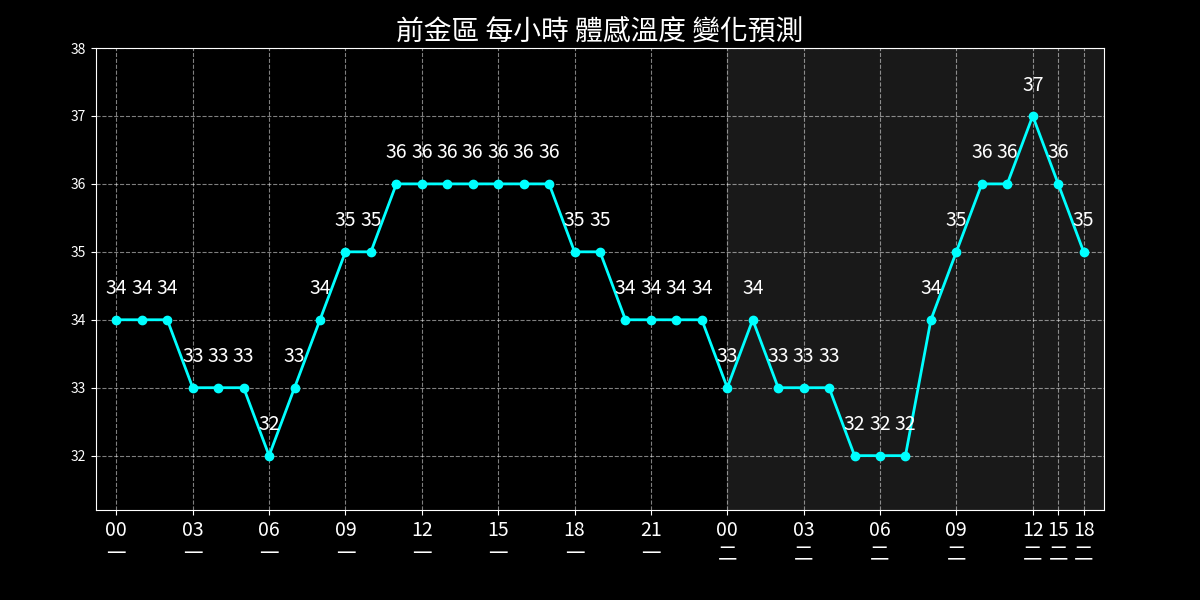 前金區 每小時 體感溫度 變化預測
38
37
37
36 36 36 36 36 36 36 36 36 36
36
35 35 35 35 35 35
35
34 34 34 34 34 34 34 34 34 34
34
33 33 33 33 33 33 33 33
33
32 32 32 32
32
00 03 06 09 12 15 18 21 00 03 06 09 12 15 18
一 一 一 一 一 一 一 一 二 二 二 二 二 二 二